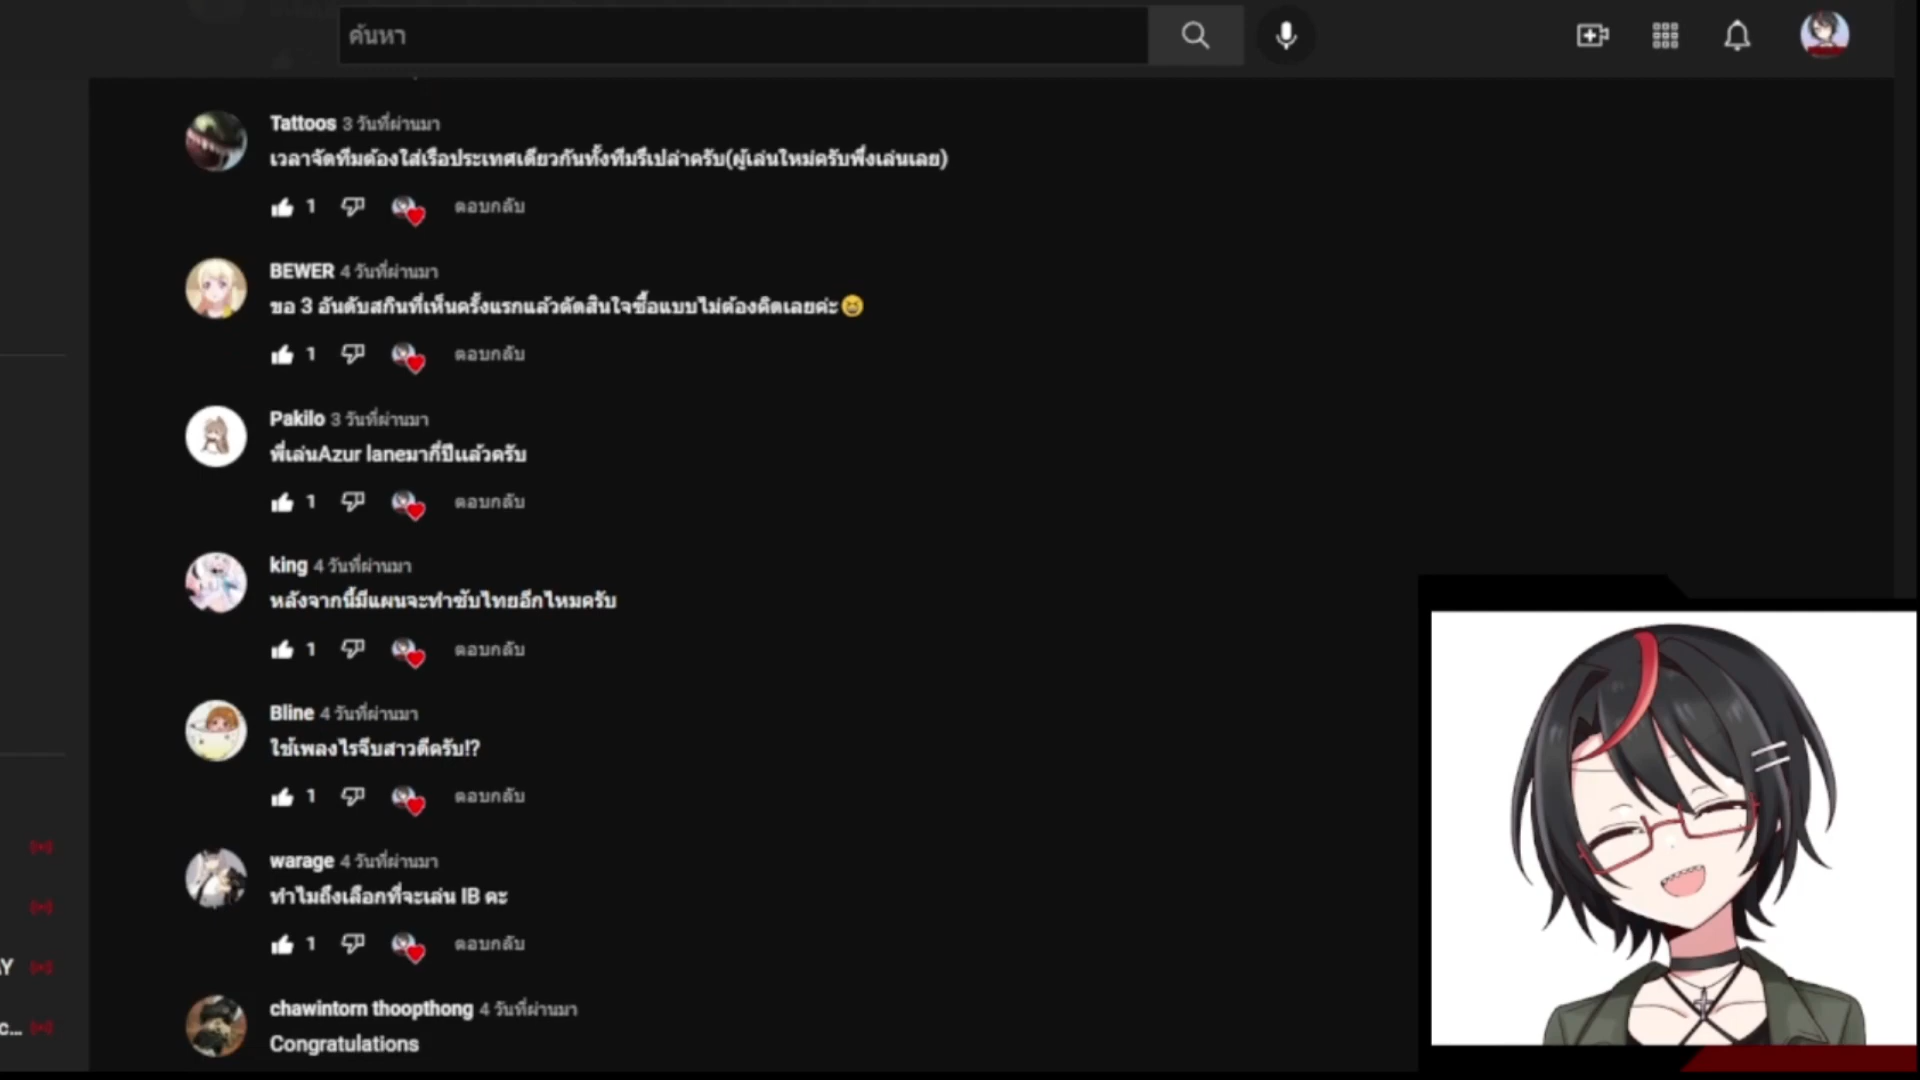 ค้นหา
Tattoos 3 วันที่ผ่านมา
เวลาจัดทีมต้องใส่เรือประเทศเดียวกันทั้งทีมรึเปล่าครับ(ผู้เล่นใหม่ครับพึ่งเล่นเลย)
1 ตอบกลับ
BEWER 4 วันที่ผ่านมา
ขอ 3 อันดับสกินที่เห็นครั้งแรกแล้วตัดสินใจซื้อแบบไม่ต้องคิดเลยค่ะ😆
1 ตอบกลับ
Pakilo 3 วันที่ผ่านมา
พี่เล่นAzur laneมากี่ปีแล้วครับ
1 ตอบกลับ
king 4 วันที่ผ่านมา
หลังจากนี้มีแผนจะทำซับไทยอีกไหมครับ
1 ตอบกลับ
Bline 4 วันที่ผ่านมา
ใช้เพลงไรจีบสาวดีครับ!?
1 ตอบกลับ
warage 4 วันที่ผ่านมา
ทำไมถึงเลือกที่จะเล่น IB คะ
1 ตอบกลับ
AY
chawintorn thoopthong 4 วันที่ผ่านมา
c...
Congratulations